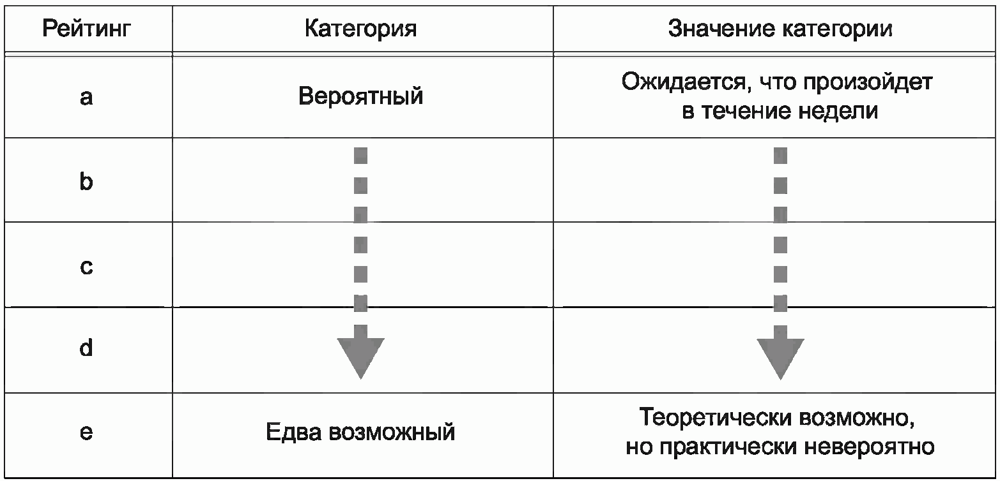 Рейтинг
Категория
Значение категории
a
Вероятный
Ожидается, что произойдет
в течение недели
b
c
d
e
Едва возможный
Теоретически возможно,
но практически невероятно